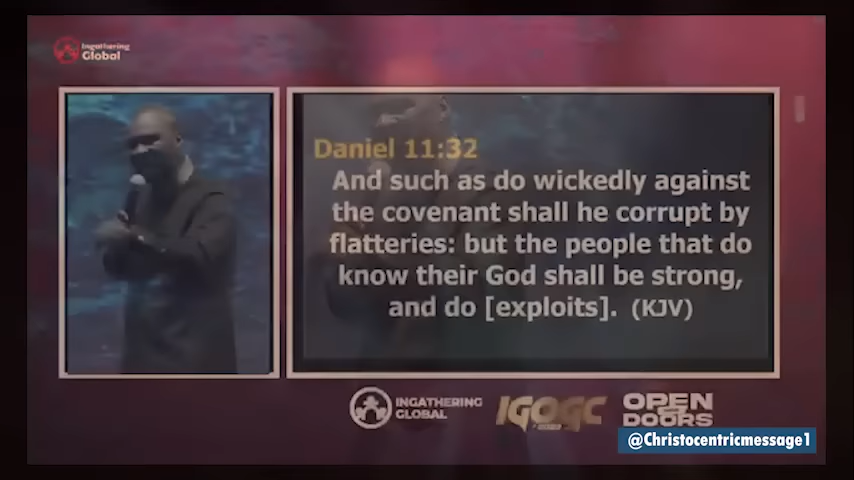 Ingathering
Global
Daniel 11:32
And such as do wickedly against
the covenant shall he corrupt by
flatteries: but the people that do
know their God shall be strong,
and do [exploits]. (KJV)
INGATHERING
GLOBAL
IGOGC
OPEN
DOORS
@Christocentricmessage1